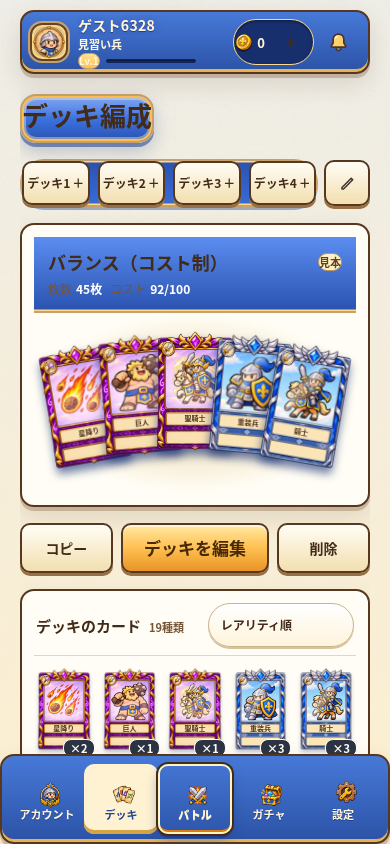 ゲスト6328
見習い兵
Lv.1
0
デッキ編成
デッキ1＋ デッキ2＋ デッキ3＋ デッキ4＋
バランス（コスト制）
見本
枚数 45枚 コスト 92/100
星降り 巨人 聖騎士 重装兵 騎士
コピー デッキを編集 削除
デッキのカード 19種類 レアリティ順
星降り 巨人 聖騎士 重装兵 騎士
×2 ×1 ×1 ×3 ×3
アカウント デッキ バトル ガチャ 設定